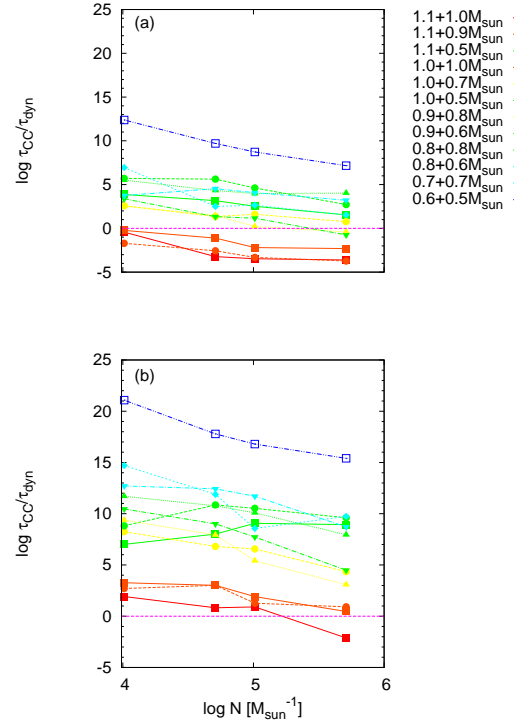 (a)
25
20
15
10
5
0
-5
log τCC/τdyn
1.1+1.0Msun
1.1+0.9Msun
1.1+0.5Msun
1.0+1.0Msun
1.0+0.7Msun
1.0+0.5Msun
0.9+0.8Msun
0.9+0.6Msun
0.8+0.8Msun
0.8+0.6Msun
0.7+0.7Msun
0.6+0.5Msun
(b)
25
20
15
10
5
0
-5
log τCC/τdyn
4 5 6
log N [Msun⁻¹]